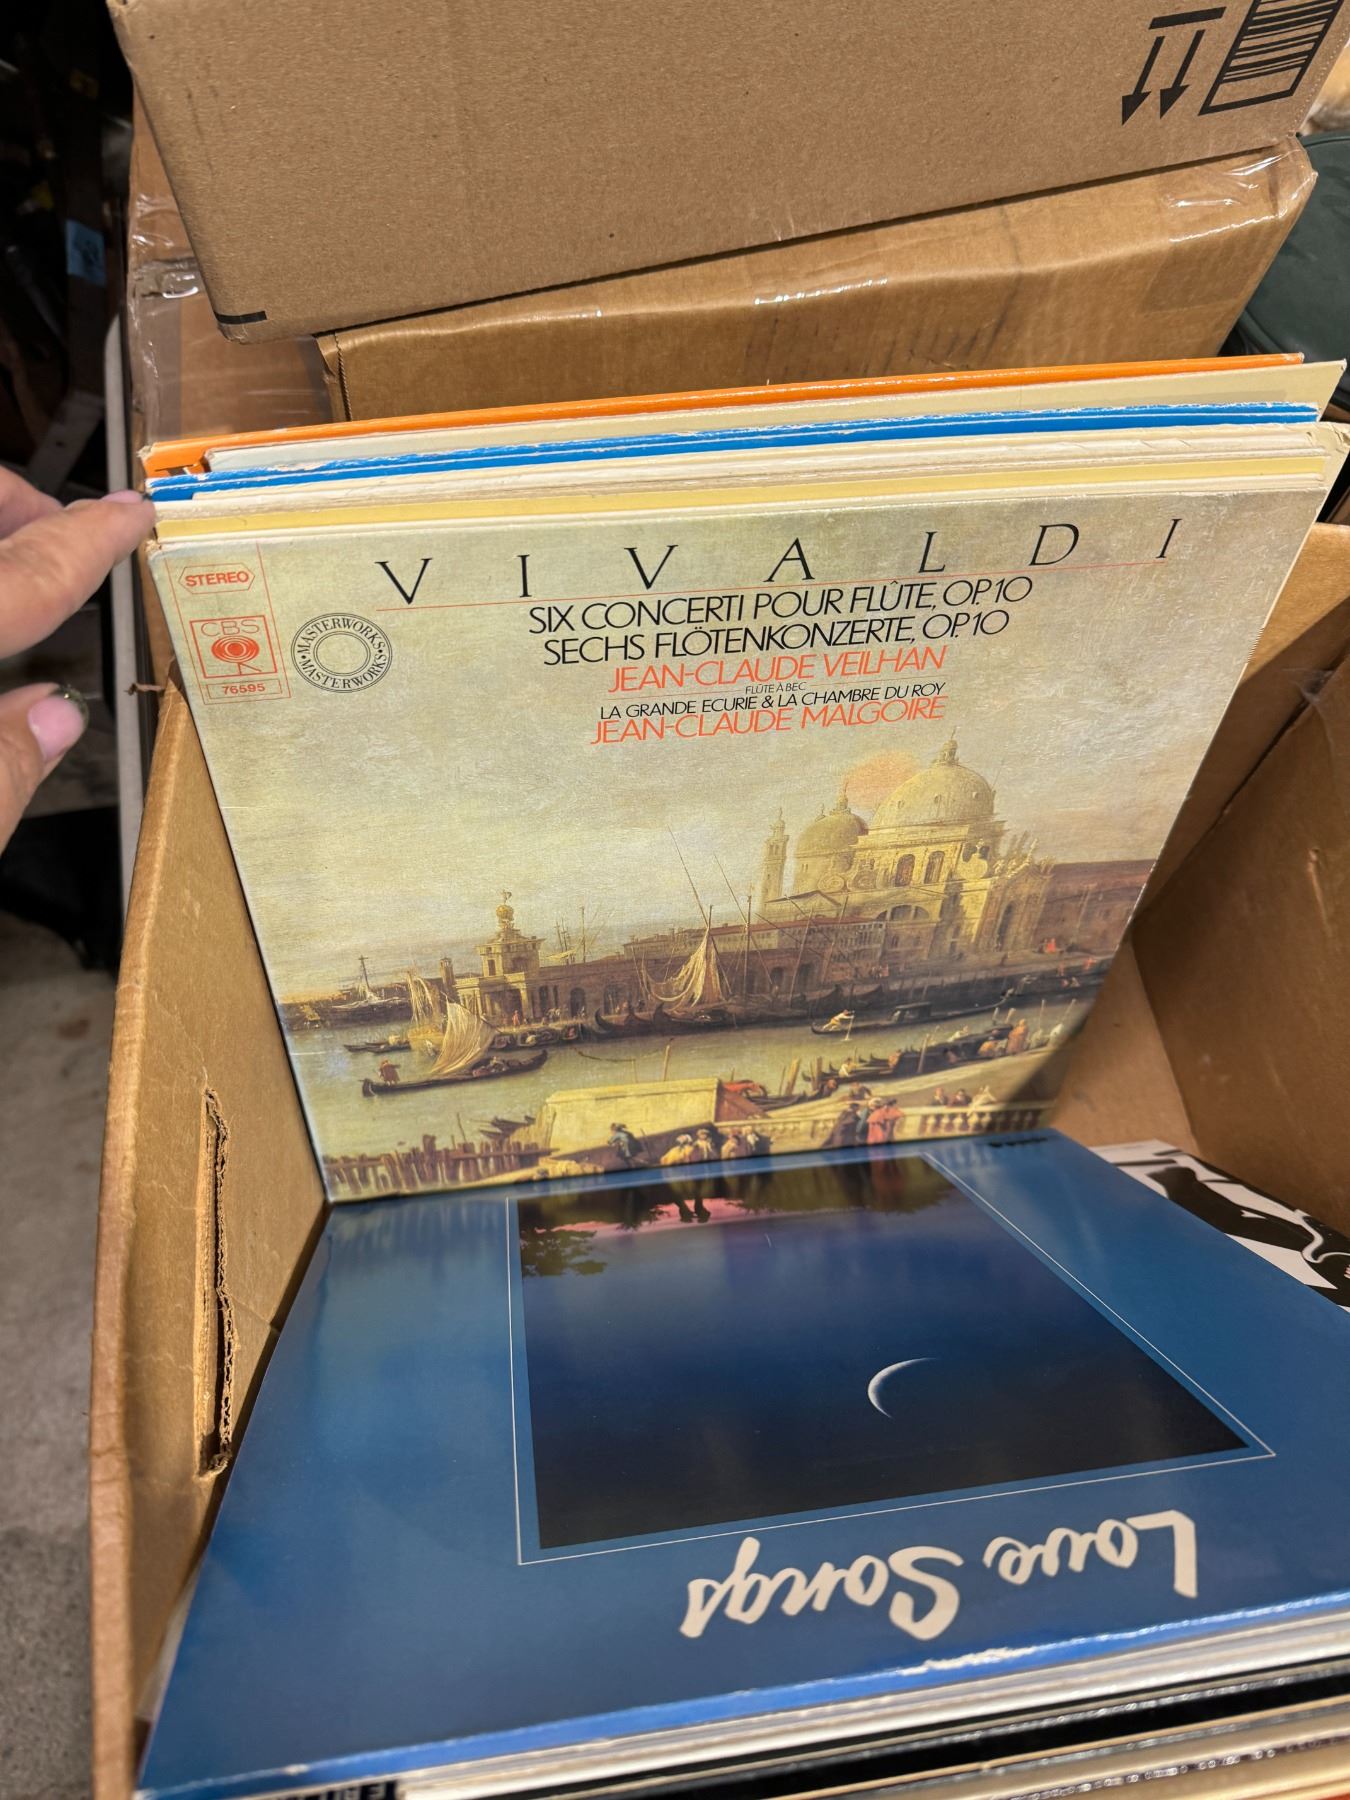 VIVALDI
SIX CONCERTI POUR FLÛTE, OP.10
SECHS FLÖTENKONZERTE, OP.10
JEAN-CLAUDE VEILHAN
FLÛTE À BEC
LA GRANDE ECURIE & LA CHAMBRE DU ROY
JEAN-CLAUDE MALGOIRE
STEREO
CBS
76595
•MASTERWORKS•
MASTERWORKS
Love Songs